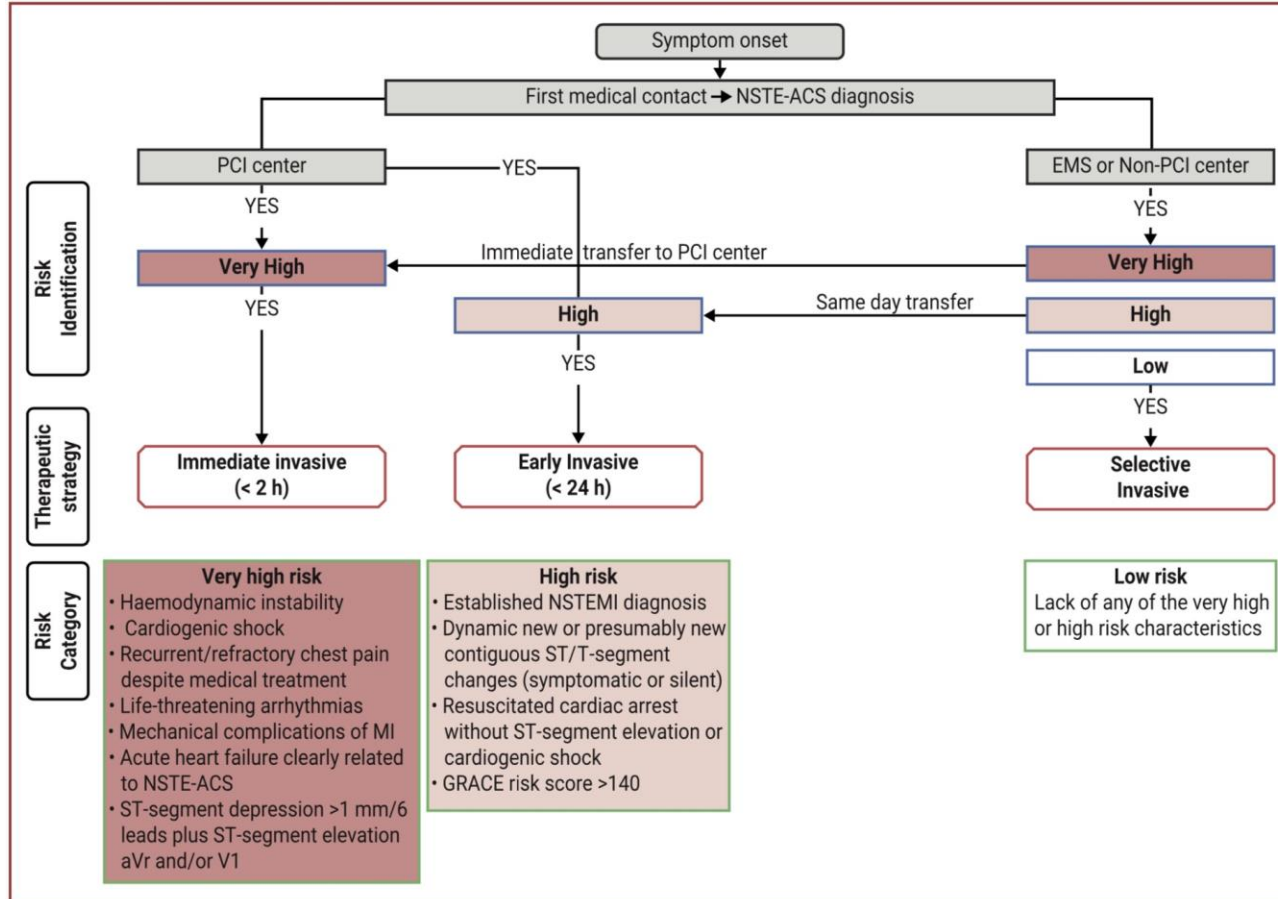 Symptom onset
First medical contact → NSTE-ACS diagnosis
PCI center
YES
EMS or Non-PCI center
YES
YES
Risk
Identification
Very High
Immediate transfer to PCI center
Very High
YES
High
Same day transfer
High
YES
Low
YES
Therapeutic
strategy
Immediate invasive
(< 2 h)
Early Invasive
(< 24 h)
Selective
Invasive
Risk
Category
Very high risk
• Haemodynamic instability
• Cardiogenic shock
• Recurrent/refractory chest pain
despite medical treatment
• Life-threatening arrhythmias
• Mechanical complications of MI
• Acute heart failure clearly related
to NSTE-ACS
• ST-segment depression >1 mm/6
leads plus ST-segment elevation
aVr and/or V1
High risk
• Established NSTEMI diagnosis
• Dynamic new or presumably new
contiguous ST/T-segment
changes (symptomatic or silent)
• Resuscitated cardiac arrest
without ST-segment elevation or
cardiogenic shock
• GRACE risk score >140
Low risk
Lack of any of the very high
or high risk characteristics